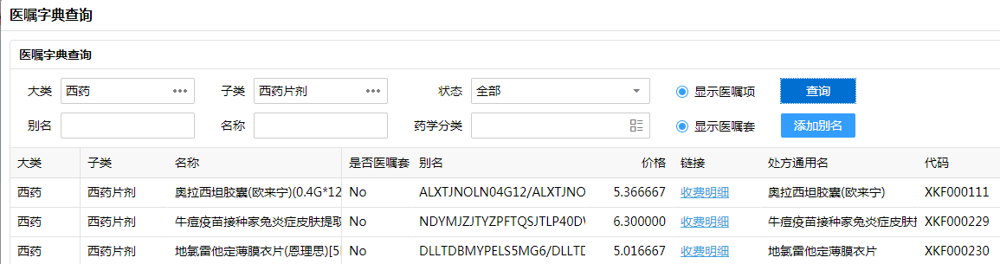 医嘱字典查询
医嘱字典查询
大类 西药 子类 西药片剂 状态 全部 显示医嘱项 查询
别名 名称 药学分类 显示医嘱套 添加别名
大类 子类 名称 是否医嘱套 别名 价格 链接 处方通用名 代码
西药 西药片剂 奥拉西坦胶囊(欧来宁)(0.4G*12 No ALXTJNOLN04G12/ALXTJNO 5.366667 收费明细 奥拉西坦胶囊(欧来宁) XKF000111
西药 西药片剂 牛痘疫苗接种家兔炎症皮肤提取 No NDYMJZJTYZPFTQSJTLP40D 6.300000 收费明细 牛痘疫苗接种家兔炎症皮肤 XKF000229
西药 西药片剂 地氯雷他定薄膜衣片(恩理思)[5 No DLLTDBMYPELS5MG6/DLLTD 5.016667 收费明细 地氯雷他定薄膜衣片 XKF000230